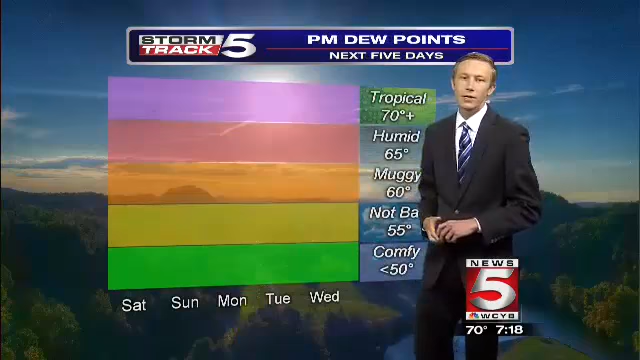 STORM
TRACK 5
PM DEW POINTS
NEXT FIVE DAYS
Tropical
70°+
Humid
65°
Muggy
60°
Not Ba
55°
Comfy
<50°
Sat Sun Mon Tue Wed
NEWS
5
WCYB
70° 7:18